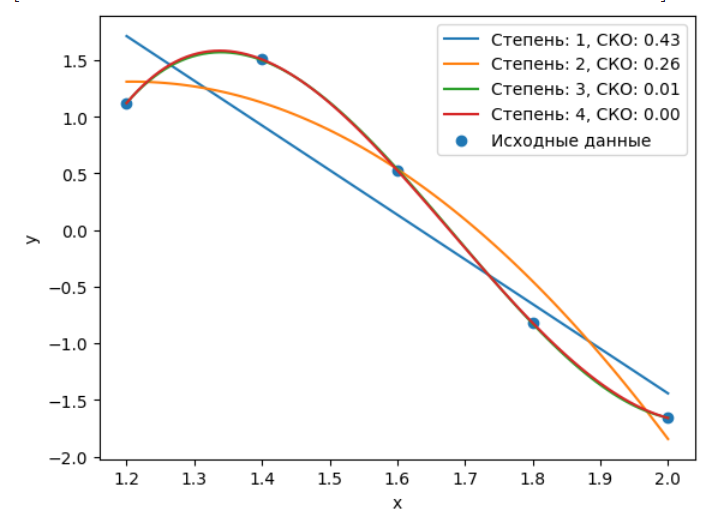 Степень: 1, СКО: 0.43
Степень: 2, СКО: 0.26
Степень: 3, СКО: 0.01
Степень: 4, СКО: 0.00
Исходные данные
1.5
1.0
0.5
0.0
−0.5
−1.0
−1.5
−2.0
y
1.2 1.3 1.4 1.5 1.6 1.7 1.8 1.9 2.0
x